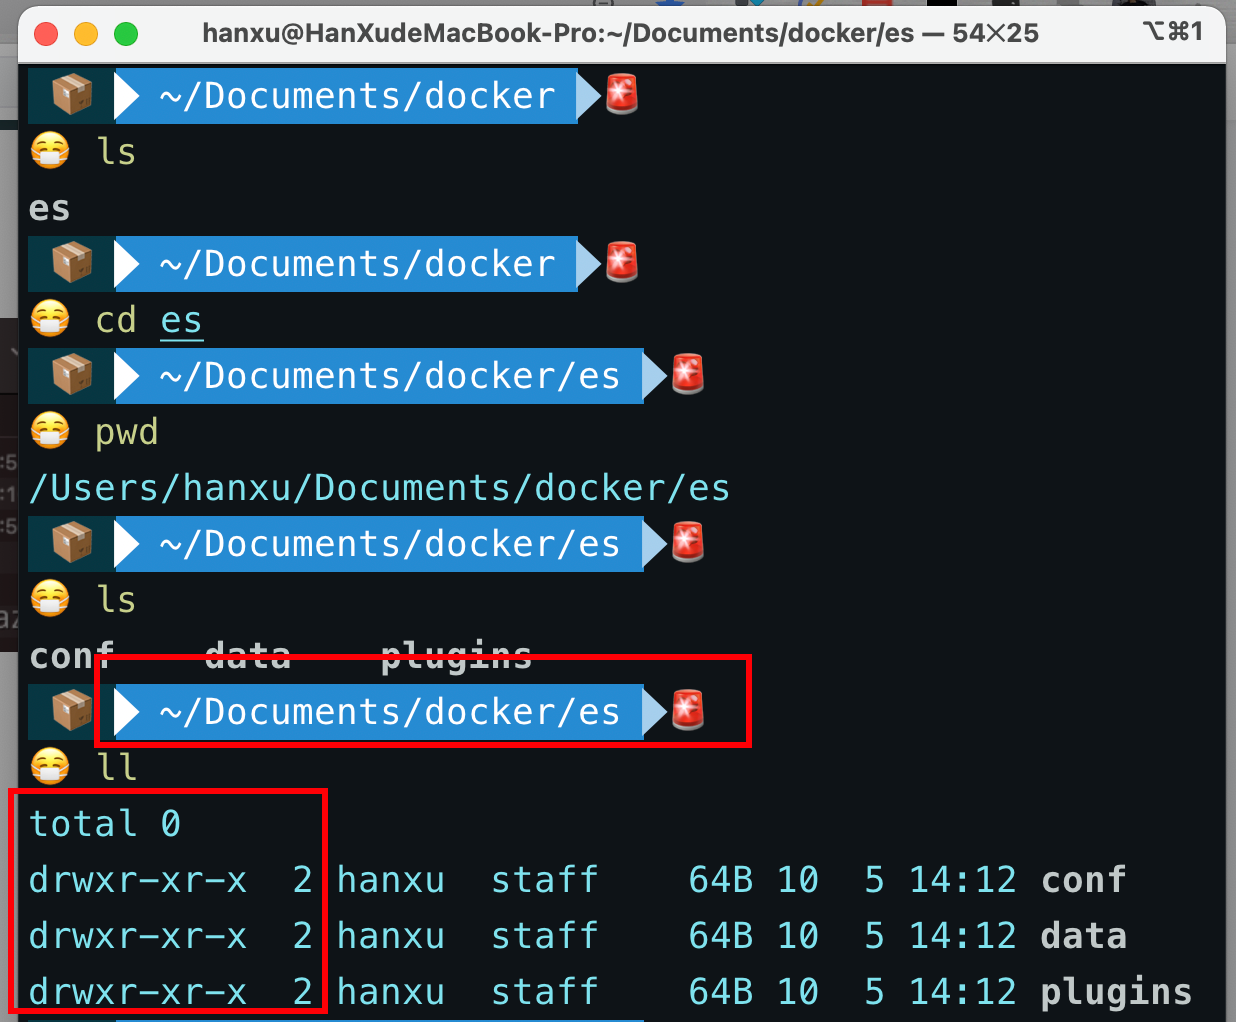 hanxu@HanXudeMacBook-Pro:~/Documents/docker/es — 54×25 ⌥⌘1
~/Documents/docker
ls
es
~/Documents/docker
cd es
~/Documents/docker/es
pwd
/Users/hanxu/Documents/docker/es
~/Documents/docker/es
ls
conf data plugins
~/Documents/docker/es
ll
total 0
drwxr-xr-x 2 hanxu staff 64B 10 5 14:12 conf
drwxr-xr-x 2 hanxu staff 64B 10 5 14:12 data
drwxr-xr-x 2 hanxu staff 64B 10 5 14:12 plugins